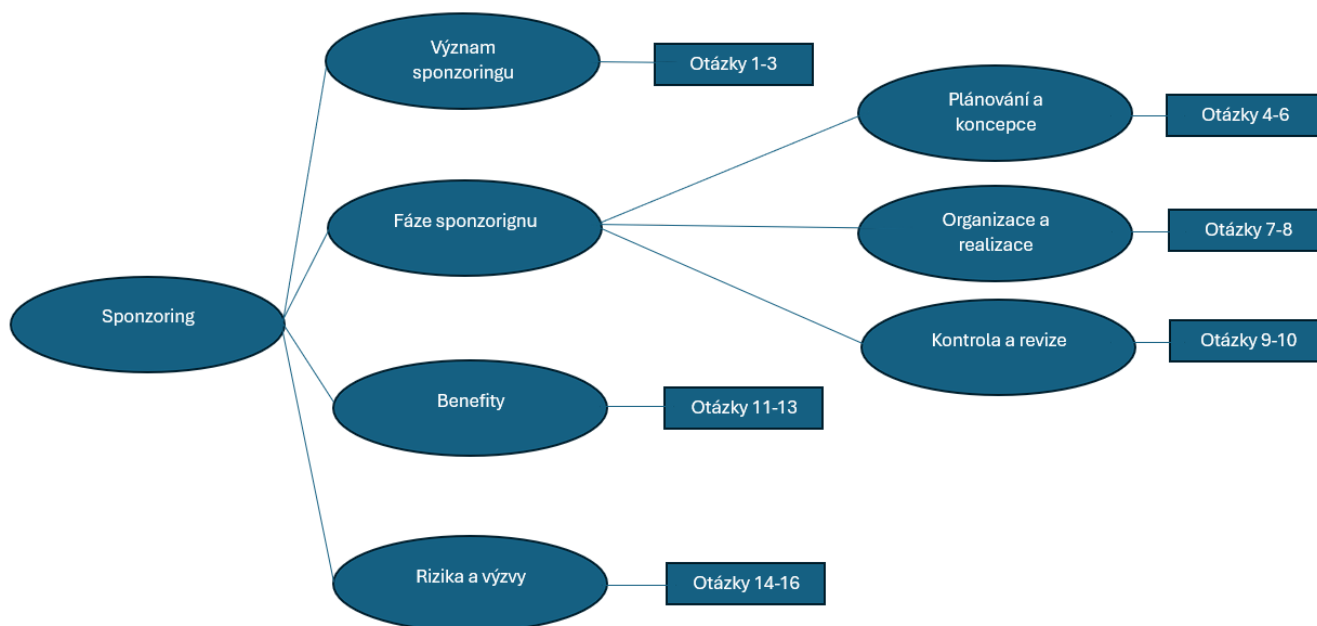 Význam
sponzoringu
Otázky 1-3
Plánování a
koncepce
Otázky 4-6
Fáze sponzorignu
Organizace a
realizace
Otázky 7-8
Sponzoring
Kontrola a revize
Otázky 9-10
Benefity
Otázky 11-13
Rizika a výzvy
Otázky 14-16